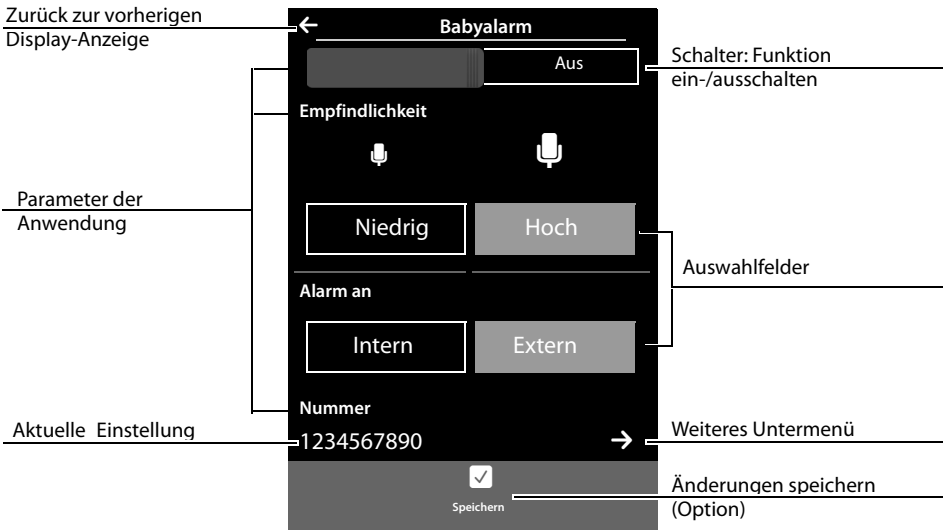 Zurück zur vorherigen
Display-Anzeige
Babyalarm
Aus
Schalter: Funktion
ein-/ausschalten
Empfindlichkeit
Parameter der
Anwendung
Niedrig
Hoch
Auswahlfelder
Alarm an
Intern
Extern
Nummer
Aktuelle Einstellung
1234567890
Weiteres Untermenü
Speichern
Änderungen speichern
(Option)